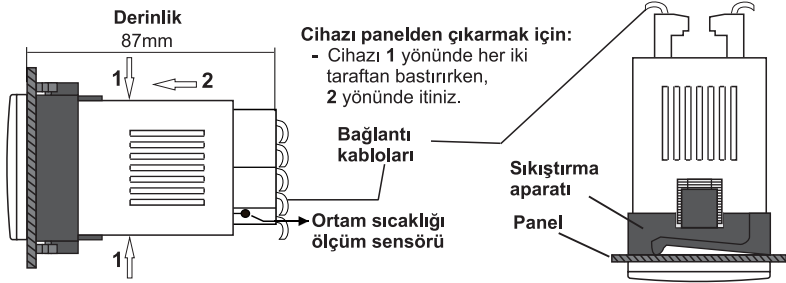 Derinlik
87mm
1
2
1
Cihazı panelden çıkarmak için:
- Cihazı 1 yönünde her iki
taraftan bastırırken,
2 yönünde itiniz.
Bağlantı
kabloları
Ortam sıcaklığı
ölçüm sensörü
Sıkıştırma
aparatı
Panel